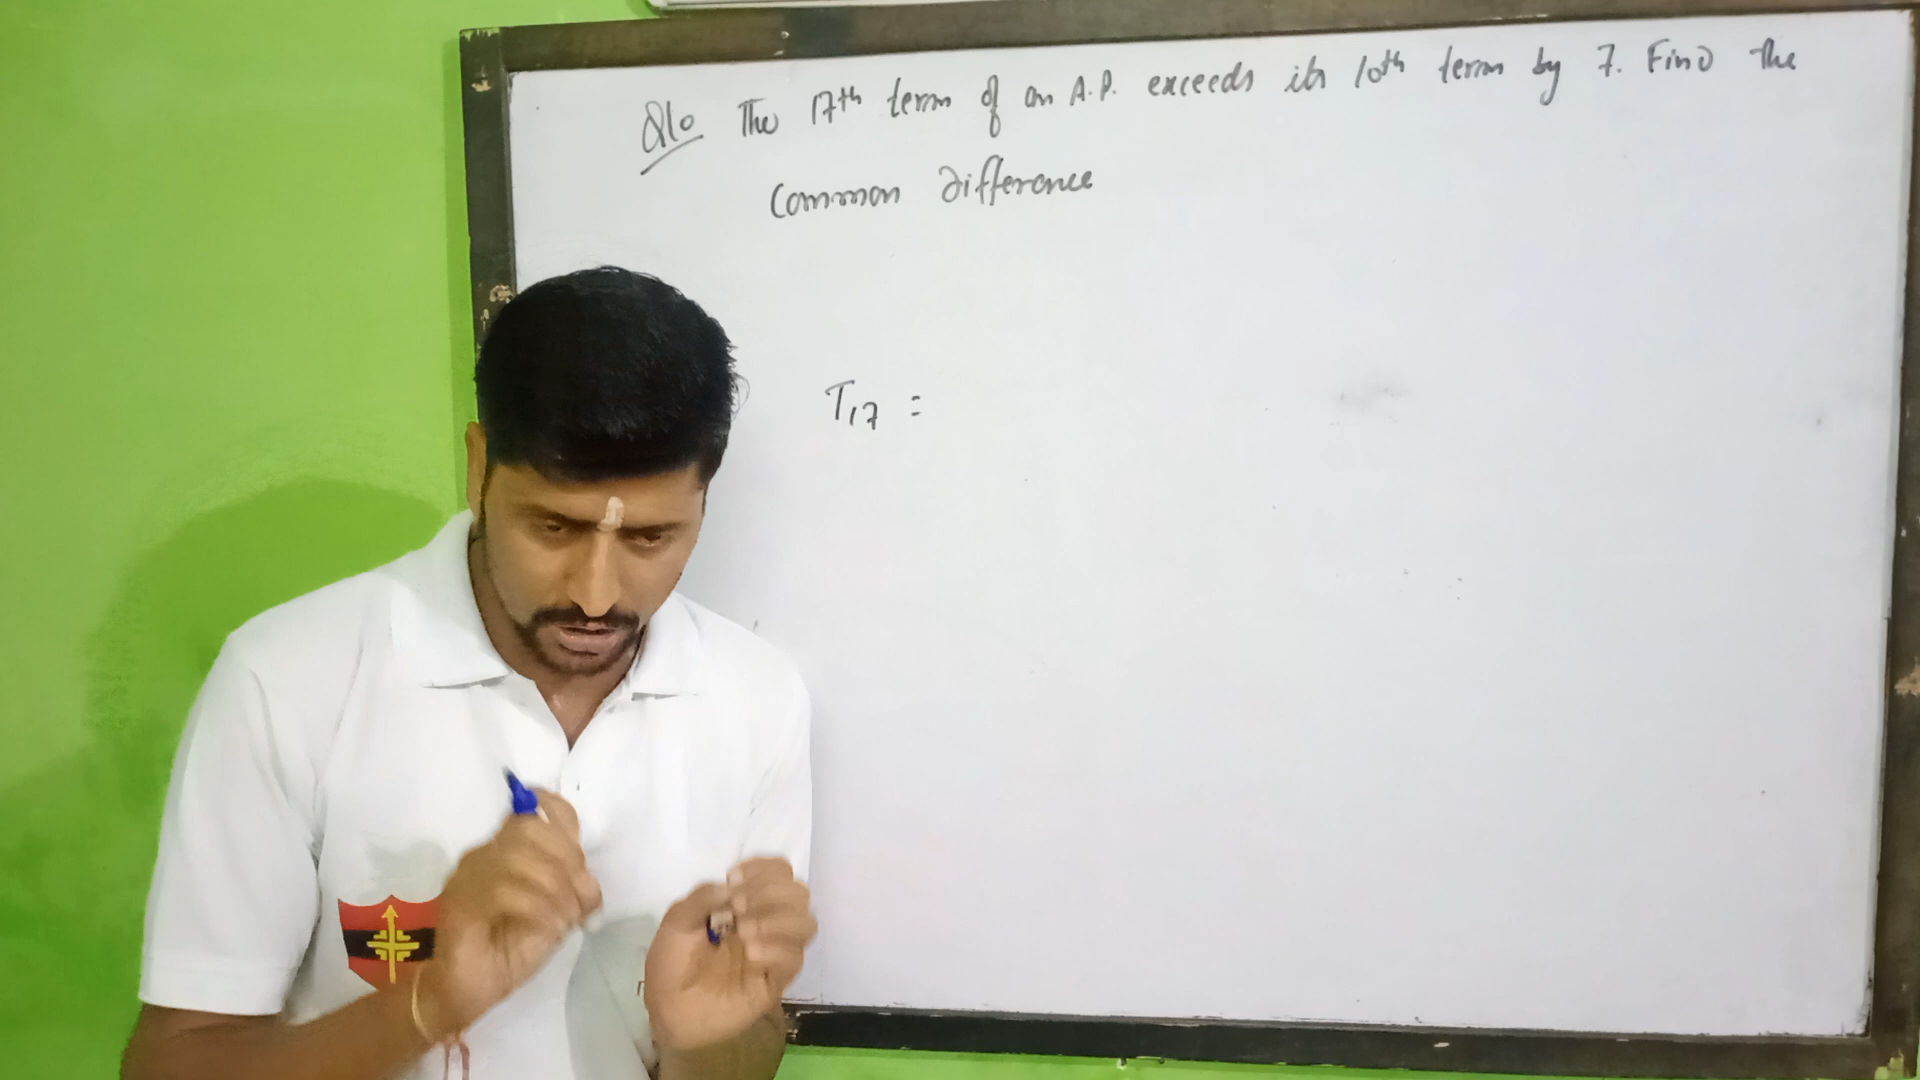 Q10 The 17th term of an A.P. exceeds its 10th term by 7. Find the
Common difference
T17 =